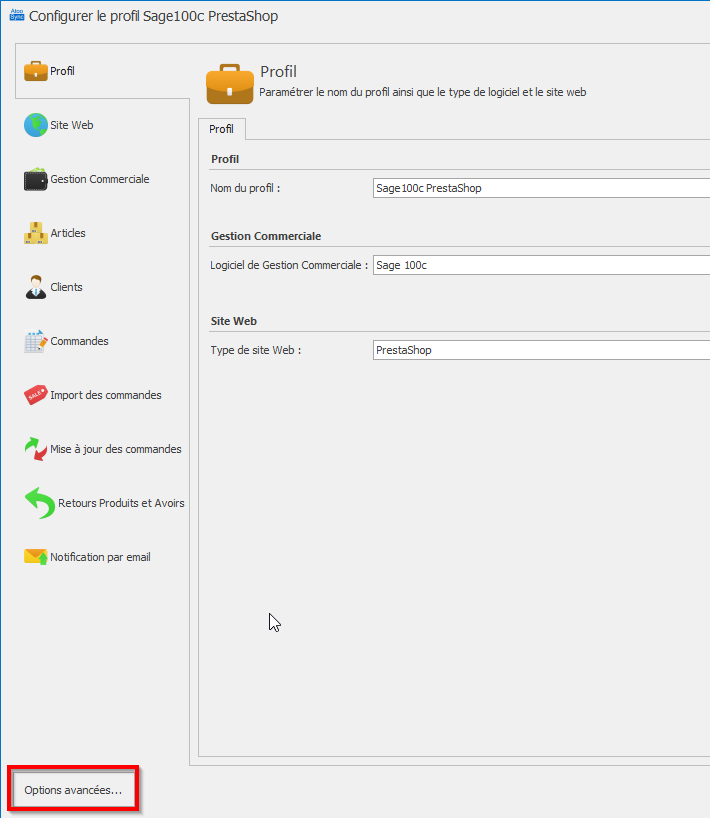 Atoo
Sync
Configurer le profil Sage100c PrestaShop
Profil
Site Web
Gestion Commerciale
Articles
Clients
Commandes
SALE
Import des commandes
Mise à jour des commandes
Retours Produits et Avoirs
Notification par email
Options avancées...
Profil
Paramétrer le nom du profil ainsi que le type de logiciel et le site web
Profil
Profil
Nom du profil : Sage100c PrestaShop
Gestion Commerciale
Logiciel de Gestion Commerciale : Sage 100c
Site Web
Type de site Web : PrestaShop